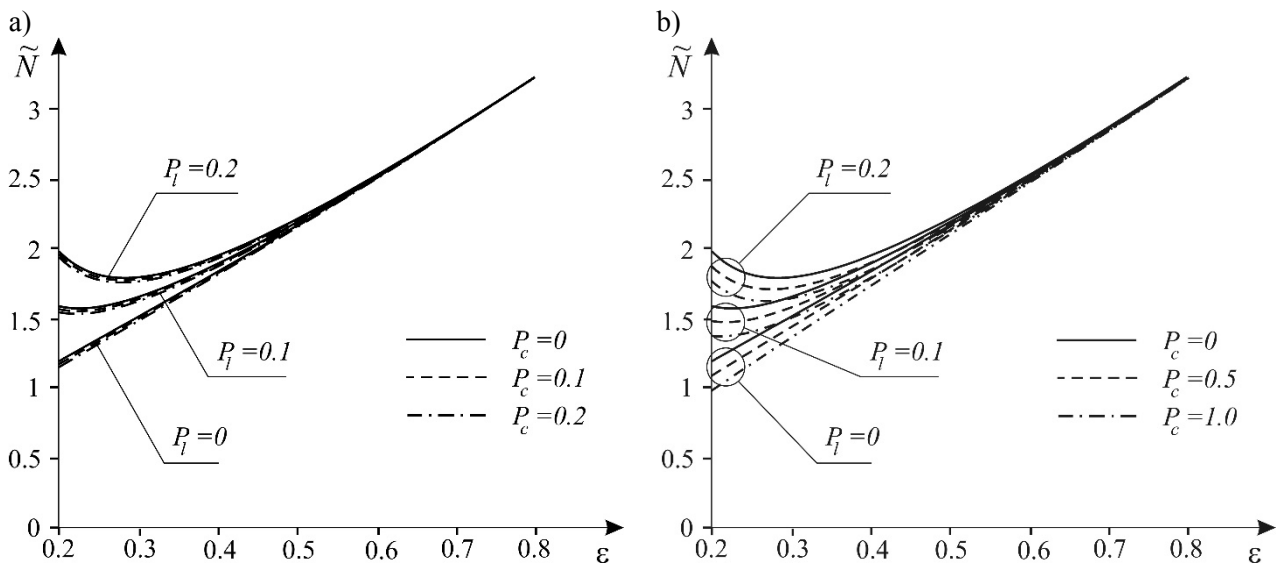 a)
Ñ
3
2.5
2
1.5
1
0.5
0
0.2 0.3 0.4 0.5 0.6 0.7 0.8 ε
P_l =0.2
P_l =0.1
P_l =0
P_c =0
P_c =0.1
P_c =0.2
b)
Ñ
3
2.5
2
1.5
1
0.5
0
0.2 0.3 0.4 0.5 0.6 0.7 0.8 ε
P_l =0.2
P_l =0.1
P_l =0
P_c =0
P_c =0.5
P_c =1.0